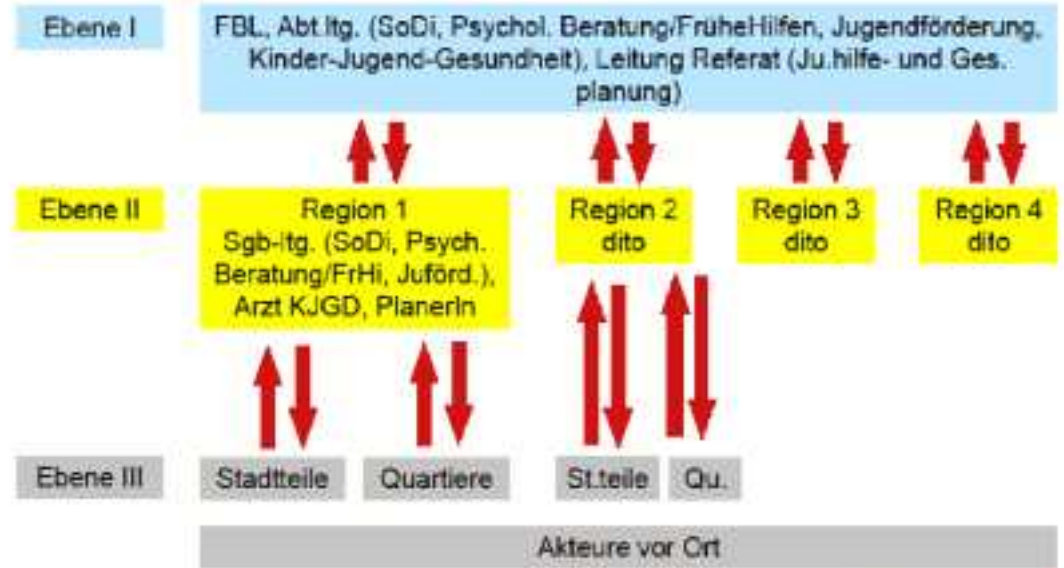 Ebene I
FBL, Abt.ltg. (SoDi, Psychol. Beratung/FrüheHilfen, Jugendförderung,
Kinder-Jugend-Gesundheit), Leitung Referat (Ju.hilfe- und Ges.
planung)
Ebene II
Region 1
Sgb-ltg. (SoDi, Psych.
Beratung/FrHi, Juförd.),
Arzt KJGD, PlanerIn
Region 2
dito
Region 3
dito
Region 4
dito
Ebene III
Stadtteile
Quartiere
St.teile
Qu.
Akteure vor Ort